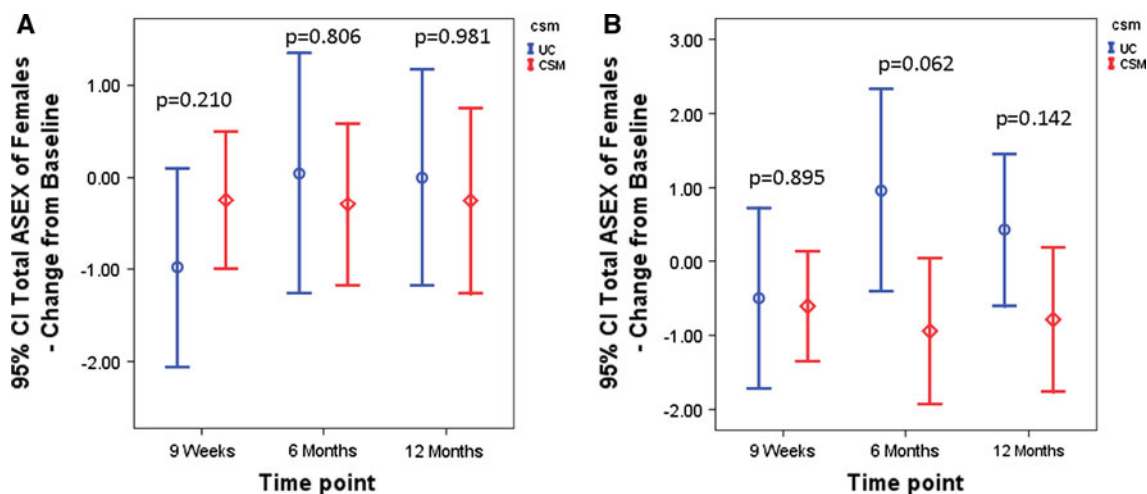 A
95% CI Total ASEX of Females
- Change from Baseline
1.00
0.00
-1.00
-2.00
p=0.210
p=0.806
p=0.981
9 Weeks
6 Months
12 Months
Time point
csm
UC
CSM
B
95% CI Total ASEX of Females
- Change from Baseline
3.00
2.00
1.00
0.00
-1.00
-2.00
p=0.895
p=0.062
p=0.142
9 Weeks
6 Months
12 Months
Time point
csm
UC
CSM